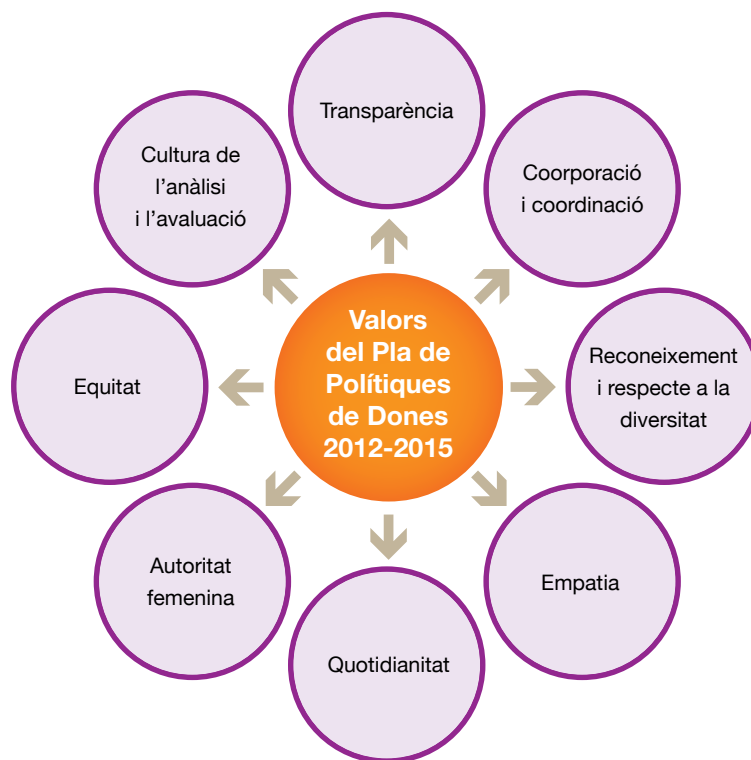 Transparència
Coorporació
i coordinació
Reconeixement
i respecte a la
diversitat
Empatia
Quotidianitat
Autoritat
femenina
Equitat
Cultura de
l’anàlisi
i l’avaluació
Valors
del Pla de
Polítiques
de Dones
2012-2015